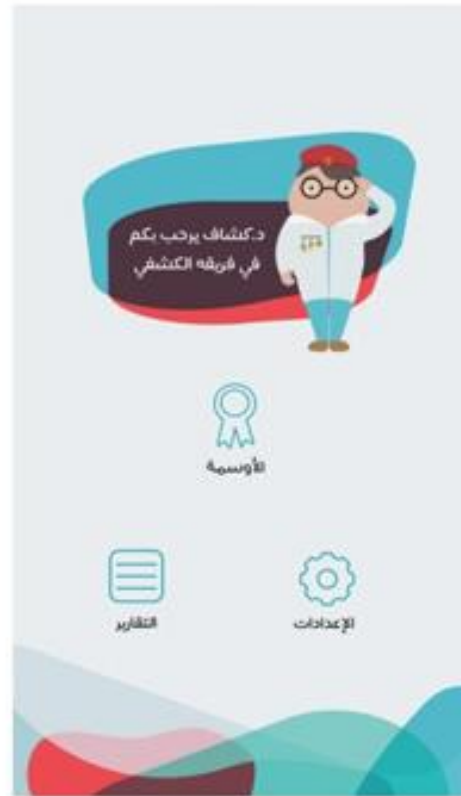 د.كشاف يرحب بكم
في فريقه الكشفي
الأوسمة
الإعدادات
التقارير